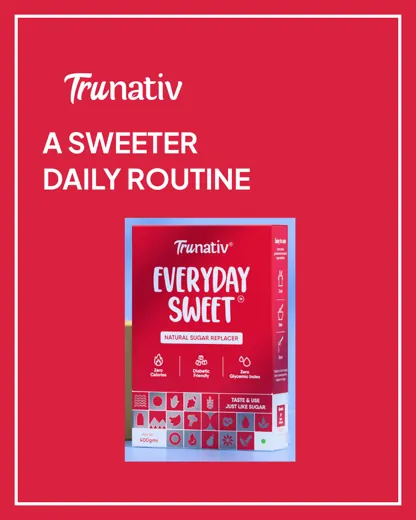 Trunativ
A SWEETER
DAILY ROUTINE
Trunativ®
EVERYDAY
SWEET
NATURAL SUGAR REPLACER
Zero
Calories
Diabetic
Friendly
Zero
Glycemic Index
TASTE & USE
JUST LIKE SUGAR
400gms